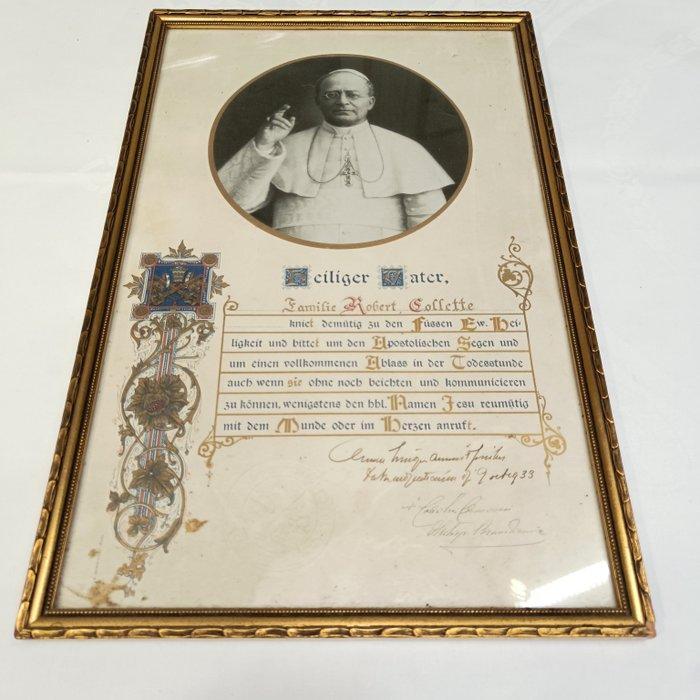 Heiliger Vater,
Familie Robert, Collette
kniet demütig zu den Füssen Ew. Hei-
ligkeit und bittet um den Apostolischen Segen und
um einen vollkommenen Ablass in der Todesstunde
auch wenn sie ohne noch beichten und kommunicieren
zu können, wenigstens den hhl. Namen Jesu reumütig
mit dem Munde oder im Herzen anruft.